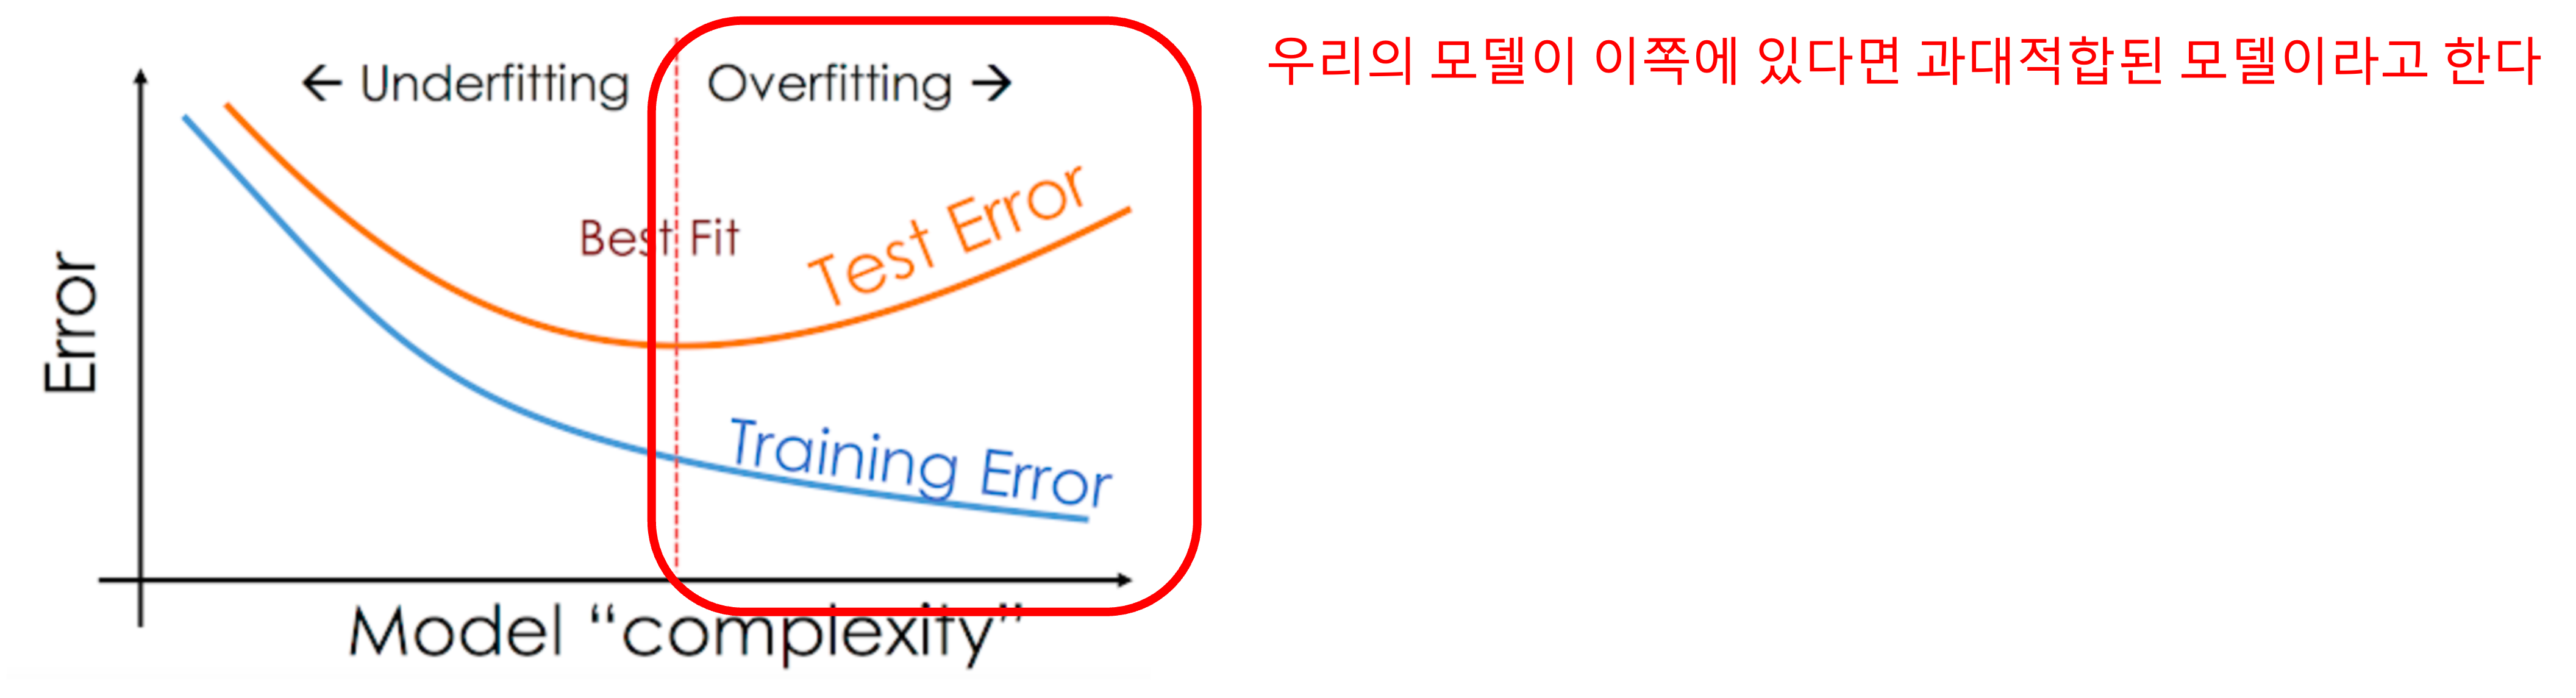 ← Underfitting
Overfitting →
우리의 모델이 이쪽에 있다면 과대적합된 모델이라고 한다
Best Fit
Test Error
Error
Training Error
Model “complexity”